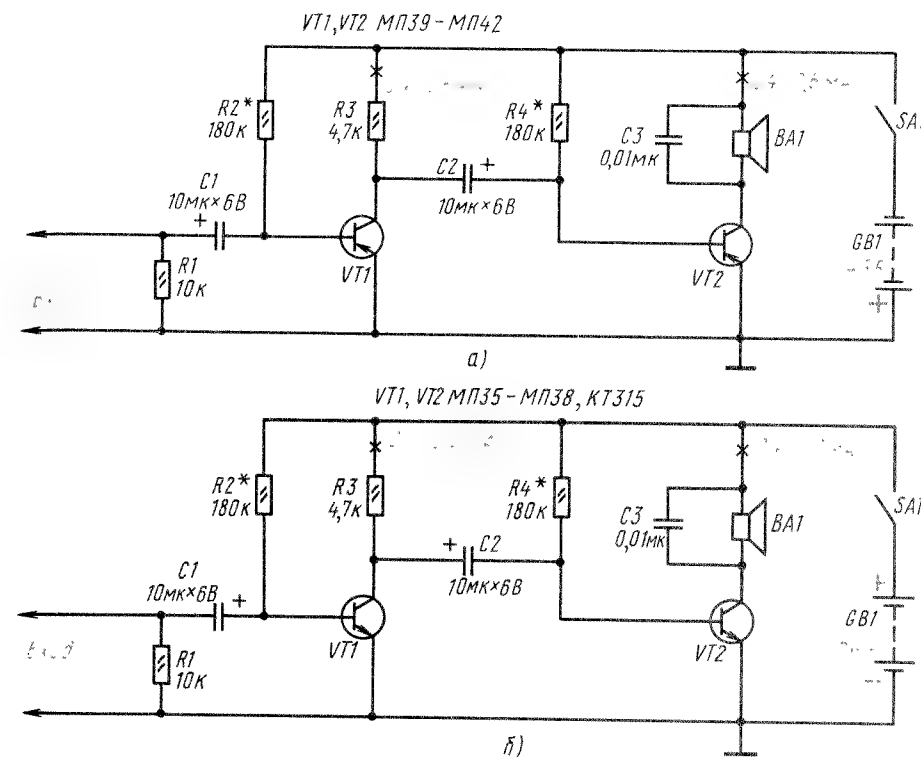 VT1, VT2 МП39-МП42
R2*
180к
R3
4,7к
R4*
180к
C3
0,01мк
BA1
SA1
C1
10мк×6В
+
C2
+
10мк×6В
R1
10к
VT1
VT2
GB1
+
а)
VT1, VT2 МП35-МП38, КТ315
R2*
180к
R3
4,7к
R4*
180к
C3
0,01мк
BA1
SA1
C1
10мк×6В
+
+
C2
10мк×6В
R1
10к
VT1
VT2
+
GB1
-
Вход
б)